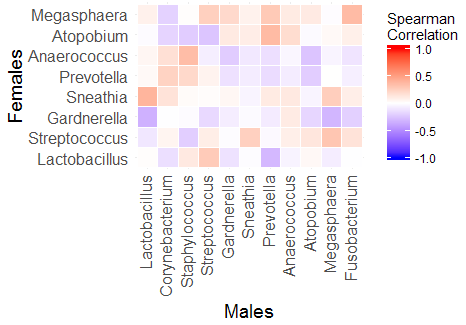 Females
Megasphaera
Atopobium
Anaerococcus
Prevotella
Sneathia
Gardnerella
Streptococcus
Lactobacillus
Lactobacillus
Corynebacterium
Staphylococcus
Streptococcus
Gardnerella
Sneathia
Prevotella
Anaerococcus
Atopobium
Megasphaera
Fusobacterium
Males
Spearman
Correlation
1.0
0.5
0.0
-0.5
-1.0